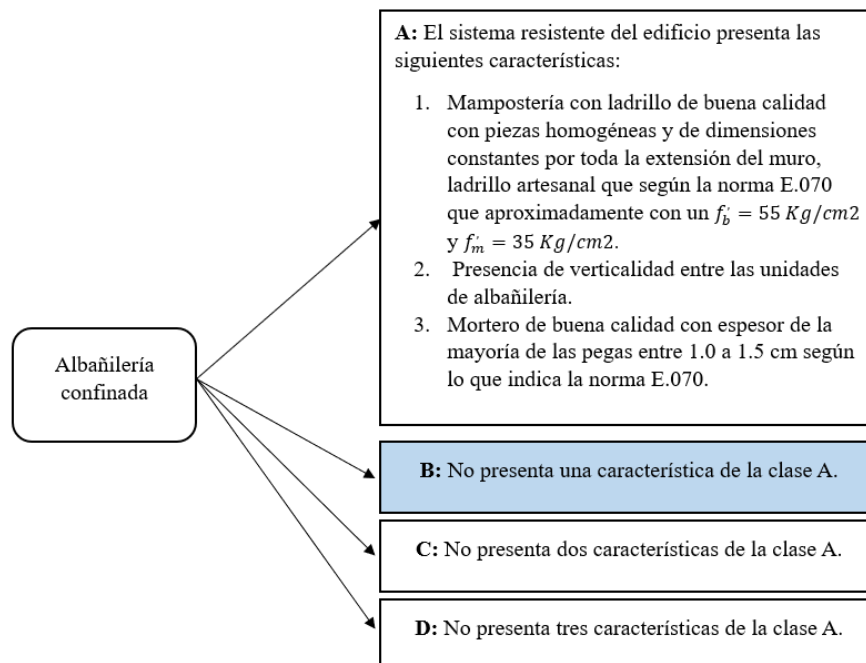 A: El sistema resistente del edificio presenta las
siguientes características:
1. Mampostería con ladrillo de buena calidad
con piezas homogéneas y de dimensiones
constantes por toda la extensión del muro,
ladrillo artesanal que según la norma E.070
que aproximadamente con un f´b = 55 Kg/cm2
y f´m = 35 Kg/cm2.
2. Presencia de verticalidad entre las unidades
de albañilería.
3. Mortero de buena calidad con espesor de la
mayoría de las pegas entre 1.0 a 1.5 cm según
lo que indica la norma E.070.
Albañilería
confinada
B: No presenta una característica de la clase A.
C: No presenta dos características de la clase A.
D: No presenta tres características de la clase A.